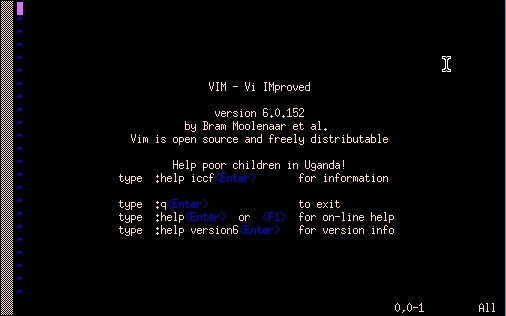 VIM - Vi IMproved
version 6.0.152
by Bram Moolenaar et al.
Vim is open source and freely distributable
Help poor children in Uganda!
type :help iccf<Enter> for information
type :q<Enter> to exit
type :help<Enter> or <F1> for on-line help
type :help version6<Enter> for version info
0,0-1 All